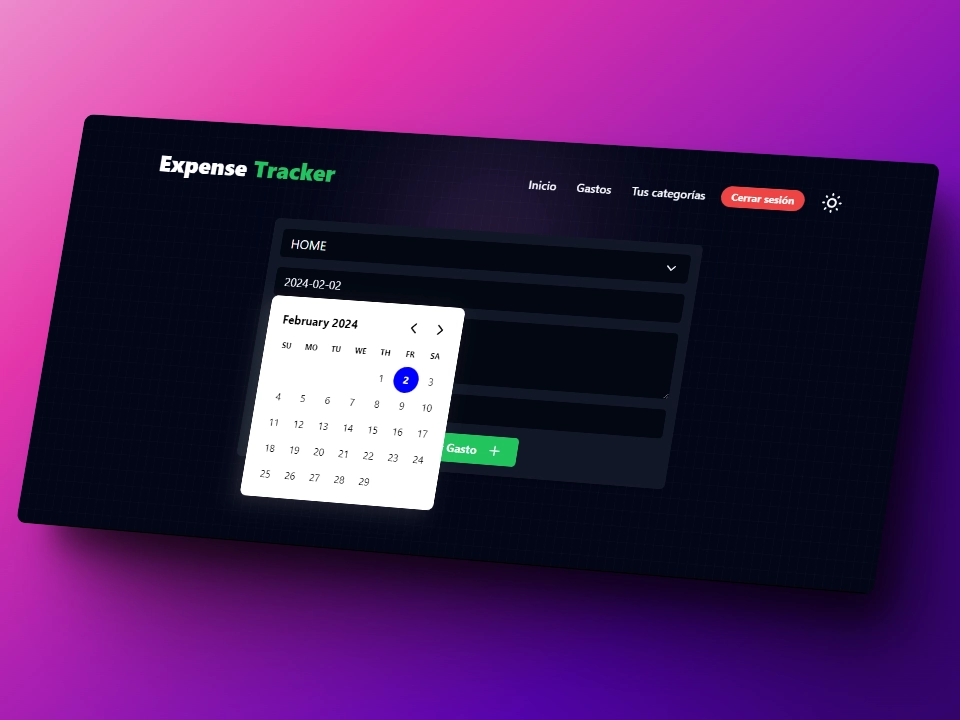 Expense Tracker
Inicio Gastos Tus categorías Cerrar sesión
HOME
2024-02-02
February 2024
SU MO TU WE TH FR SA
1 2 3
4 5 6 7 8 9 10
11 12 13 14 15 16 17
18 19 20 21 22 23 24
25 26 27 28 29
Gasto